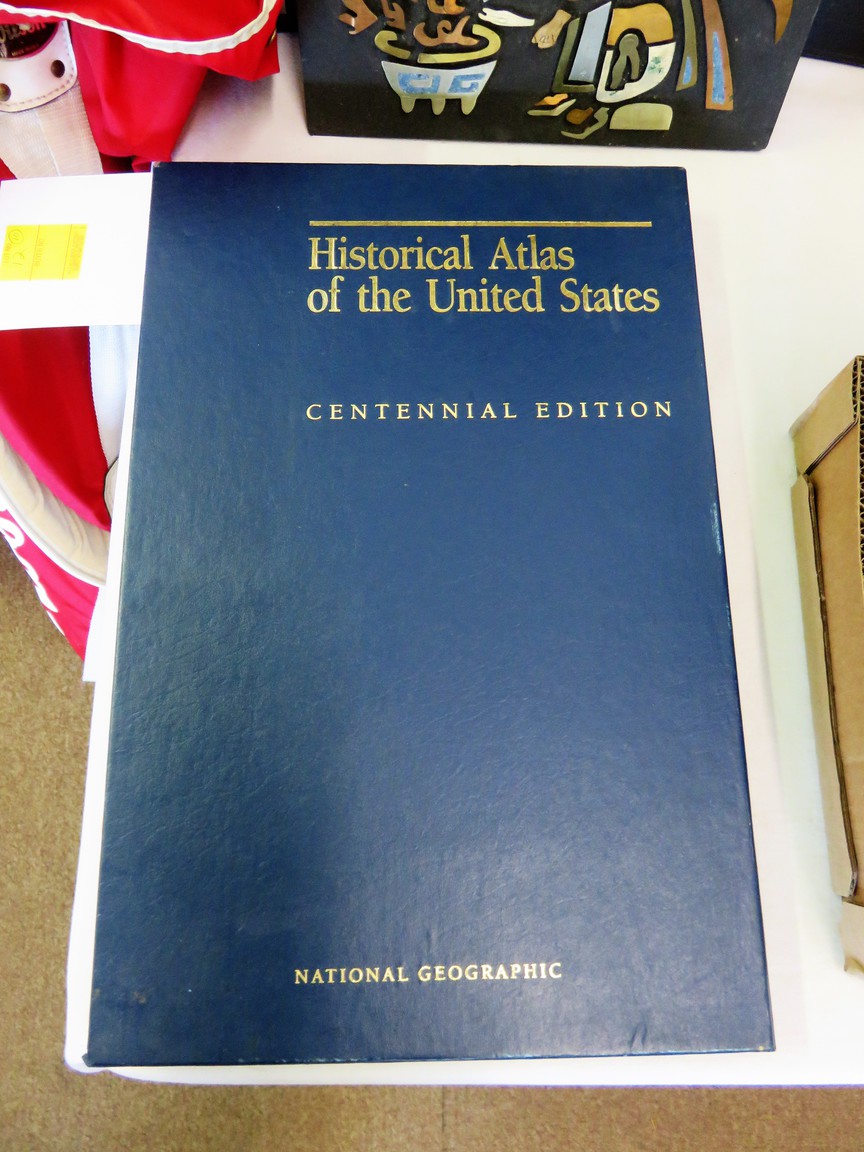 Historical Atlas
of the United States
CENTENNIAL EDITION
NATIONAL GEOGRAPHIC